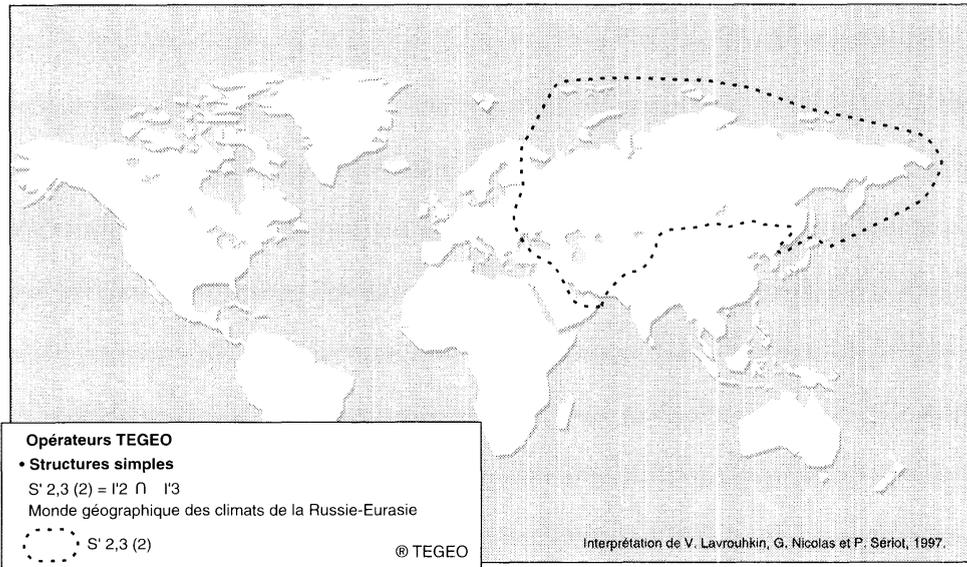 Opérateurs TEGEO
• Structures simples
S' 2,3 (2) = I'2 ∩ I'3
Monde géographique des climats de la Russie-Eurasie
S' 2,3 (2)
® TEGEO
Interprétation de V. Lavrouhkin, G. Nicolas et P. Sériot, 1997.